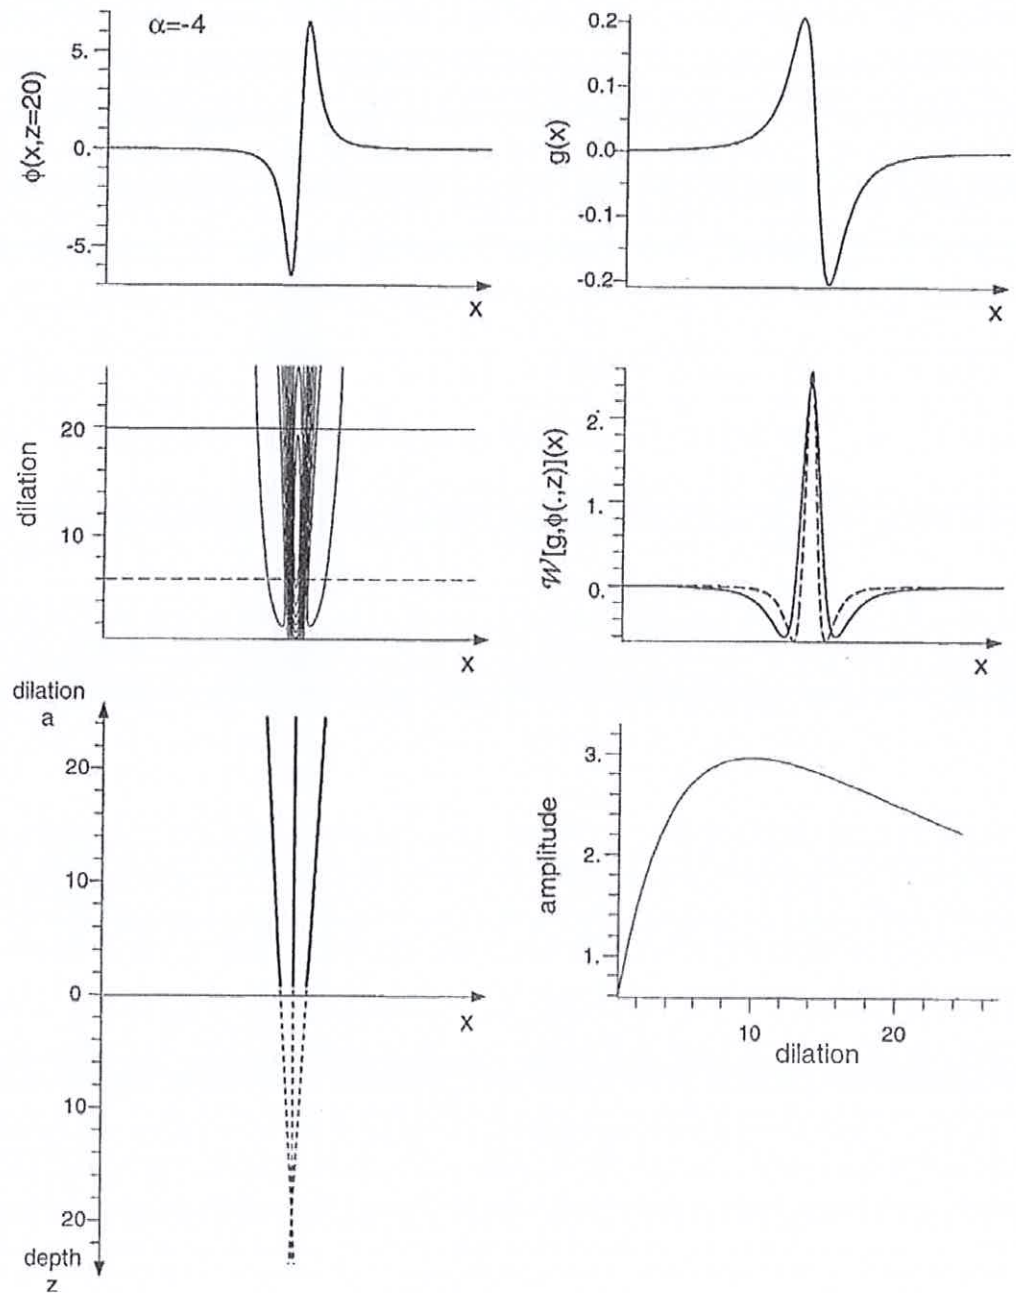 α=-4
ϕ(x,z=20)
5.
0.
-5.
x
g(x)
0.2
0.1
0.0
-0.1
-0.2
x
dilation
20
10
x
𝒲[g,ϕ(.,z)](x)
2.
1.
0.
x
dilation
a
20
10
0
x
10
20
depth
z
amplitude
3.
2.
1.
10
20
dilation